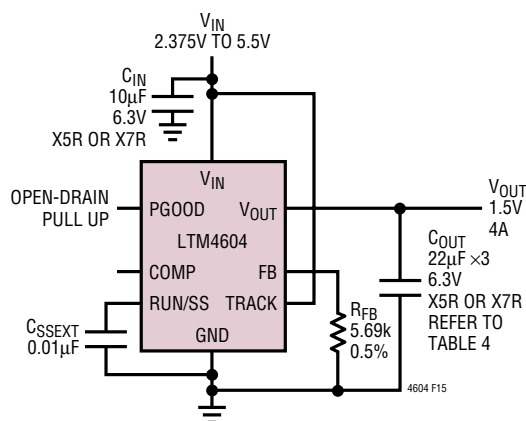 VIN
2.375V TO 5.5V
CIN
10µF
6.3V
X5R OR X7R
VIN
OPEN-DRAIN
PULL UP
PGOOD
VOUT
VOUT
1.5V
4A
LTM4604
COMP
FB
COUT
22µF ×3
6.3V
X5R OR X7R
REFER TO
TABLE 4
RUN/SS
TRACK
CSSEXT
0.01µF
RFB
5.69k
0.5%
GND
4604 F15